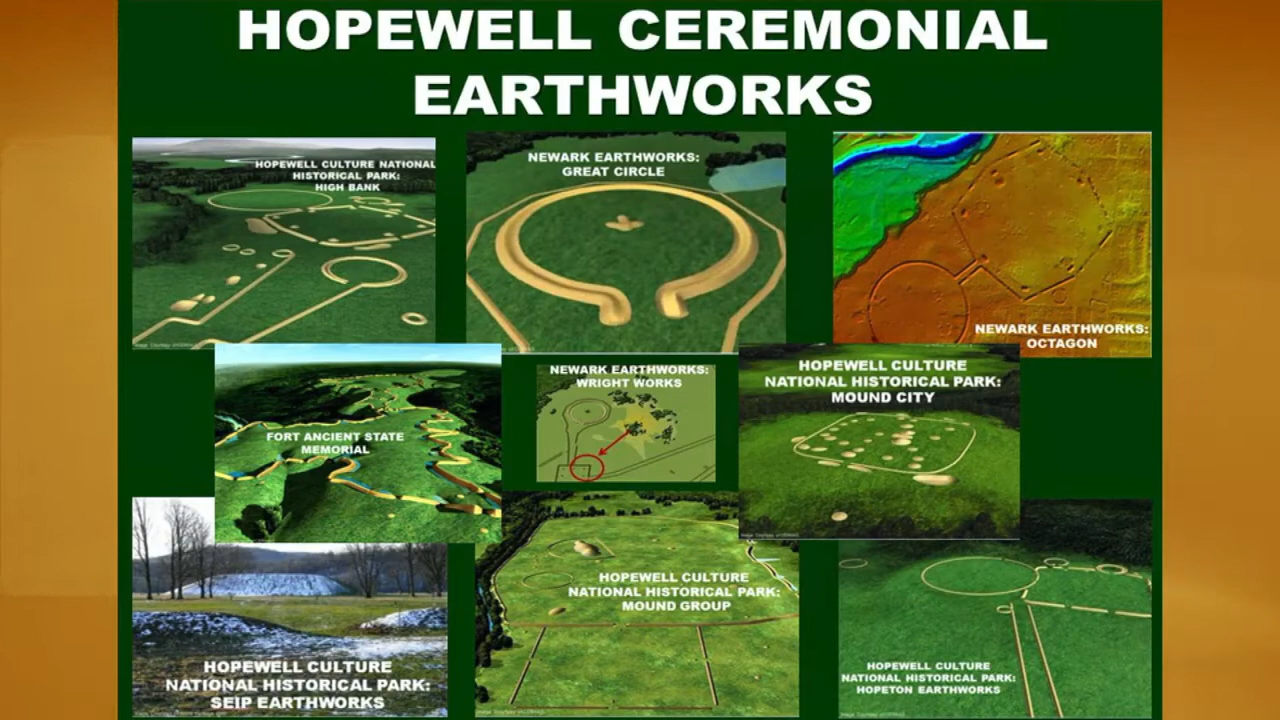 HOPEWELL CEREMONIAL
EARTHWORKS
HOPEWELL CULTURE NATIONAL
HISTORICAL PARK:
HIGH BANK
NEWARK EARTHWORKS:
GREAT CIRCLE
NEWARK EARTHWORKS:
OCTAGON
FORT ANCIENT STATE
MEMORIAL
NEWARK EARTHWORKS:
WRIGHT WORKS
HOPEWELL CULTURE
NATIONAL HISTORICAL PARK:
MOUND CITY
HOPEWELL CULTURE
NATIONAL HISTORICAL PARK:
SEIP EARTHWORKS
HOPEWELL CULTURE
NATIONAL HISTORICAL PARK:
MOUND GROUP
HOPEWELL CULTURE
NATIONAL HISTORICAL PARK:
HOPETON EARTHWORKS